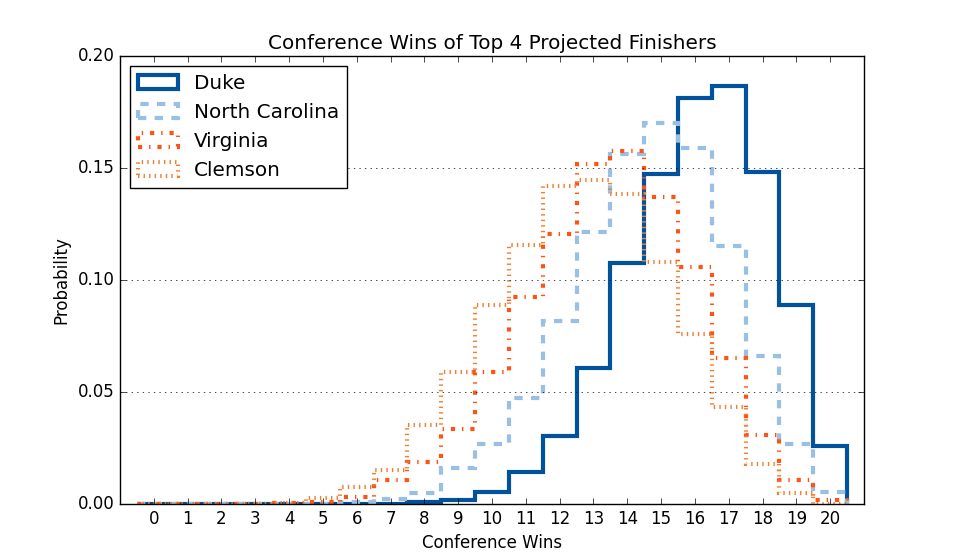 Conference Wins of Top 4 Projected Finishers
0.20
Duke
North Carolina
Virginia
Clemson
0.15
0.10
0.05
0.00
Probability
0 1 2 3 4 5 6 7 8 9 10 11 12 13 14 15 16 17 18 19 20
Conference Wins